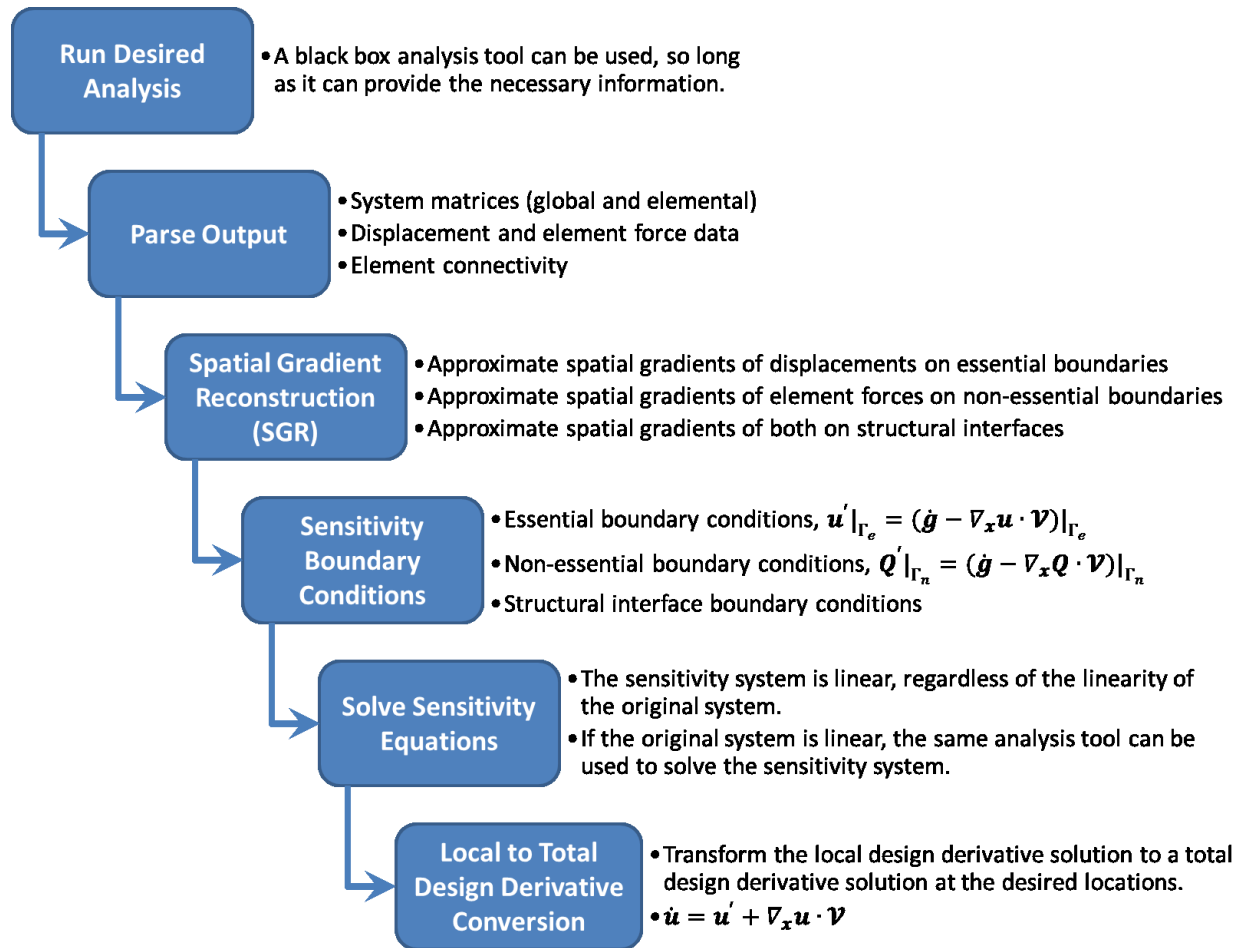 Run Desired
Analysis
• A black box analysis tool can be used, so long
as it can provide the necessary information.
Parse Output
• System matrices (global and elemental)
• Displacement and element force data
• Element connectivity
Spatial Gradient
Reconstruction
(SGR)
• Approximate spatial gradients of displacements on essential boundaries
• Approximate spatial gradients of element forces on non-essential boundaries
• Approximate spatial gradients of both on structural interfaces
Sensitivity
Boundary
Conditions
• Essential boundary conditions, u′|Γₑ = (ġ − ∇ₓu · 𝓥)|Γₑ
• Non-essential boundary conditions, Q′|Γₙ = (ġ − ∇ₓQ · 𝓥)|Γₙ
• Structural interface boundary conditions
Solve Sensitivity
Equations
• The sensitivity system is linear, regardless of the linearity of
the original system.
• If the original system is linear, the same analysis tool can be
used to solve the sensitivity system.
Local to Total
Design Derivative
Conversion
• Transform the local design derivative solution to a total
design derivative solution at the desired locations.
• u̇ = u′ + ∇ₓu · 𝓥